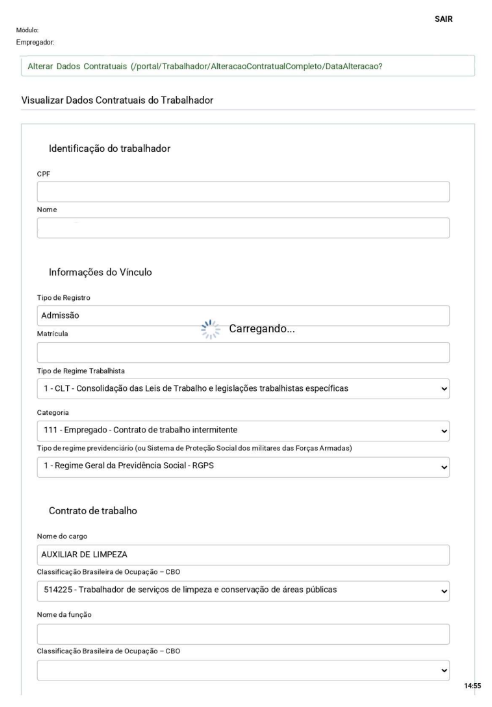 SAIR
Módulo:
Empregador:
Alterar Dados Contratuais (/portal/Trabalhador/AlteracaoContratualCompleto/DataAlteracao?
Visualizar Dados Contratuais do Trabalhador
Identificação do trabalhador
CPF
Nome
Informações do Vínculo
Tipo de Registro
Admissão
Carregando...
Matrícula
Tipo de Regime Trabalhista
1 - CLT - Consolidação das Leis de Trabalho e legislações trabalhistas específicas
Categoria
111 - Empregado - Contrato de trabalho intermitente
Tipo de regime previdenciário (ou Sistema de Proteção Social dos militares das Forças Armadas)
1 - Regime Geral da Previdência Social - RGPS
Contrato de trabalho
Nome do cargo
AUXILIAR DE LIMPEZA
Classificação Brasileira de Ocupação – CBO
514225 - Trabalhador de serviços de limpeza e conservação de áreas públicas
Nome da função
Classificação Brasileira de Ocupação – CBO
14:55